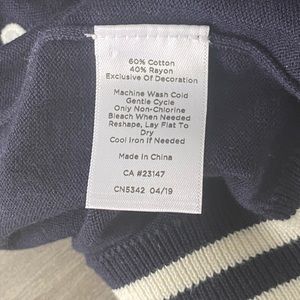 60% Cotton
40% Rayon
Exclusive Of Decoration
Machine Wash Cold
Gentle Cycle
Only Non-Chlorine
Bleach When Needed
Reshape, Lay Flat To
Dry
Cool Iron If Needed
Made In China
CA #23147
CN5342 04/19